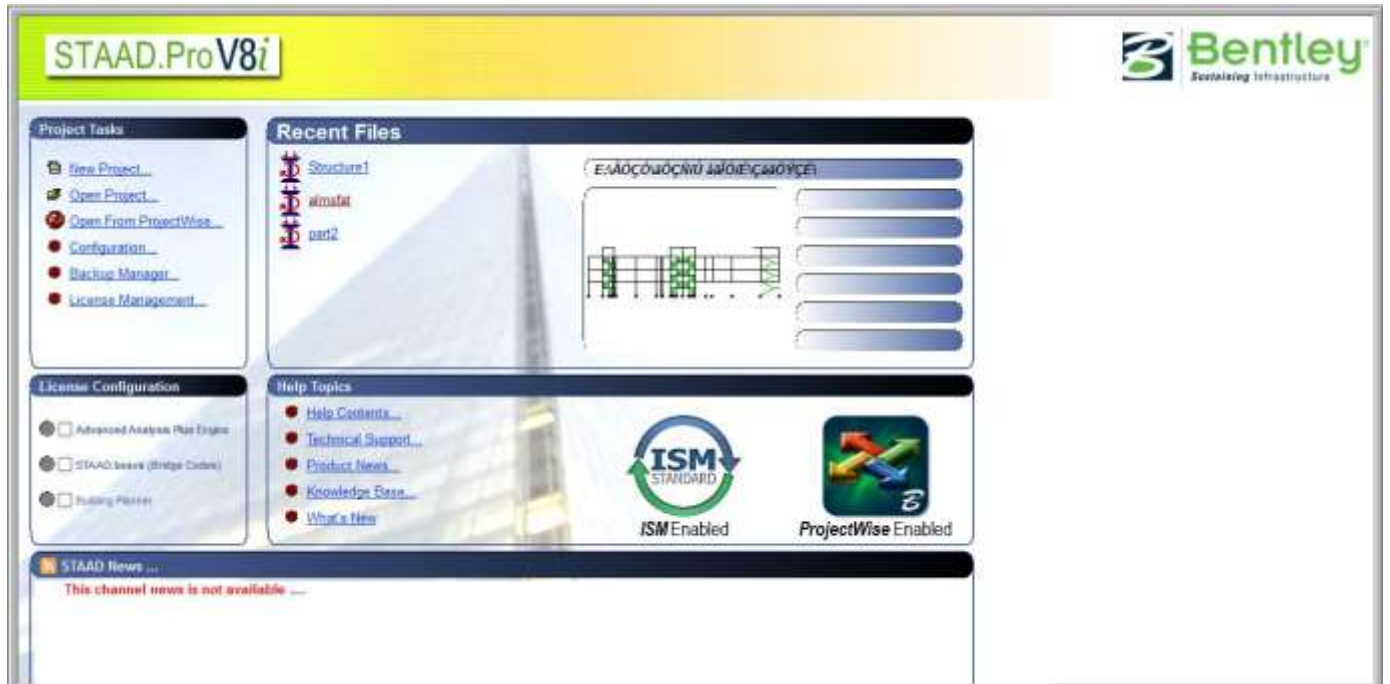 STAAD.Pro V8i
Bentley
Sustaining Infrastructure
Project Tasks
New Project...
Open Project...
Open From ProjectWise...
Configuration...
Backup Manager...
License Management...
Recent Files
Structure1
almsfat
part2
License Configuration
Advanced Analysis Plus Engine
STAAD.beava (Bridge Codes)
Building Planner
Help Topics
Help Contents...
Technical Support...
Product News...
Knowledge Base...
What's New
ISM
STANDARD
ISM Enabled
B
ProjectWise Enabled
STAAD News ...
This channel news is not available ....